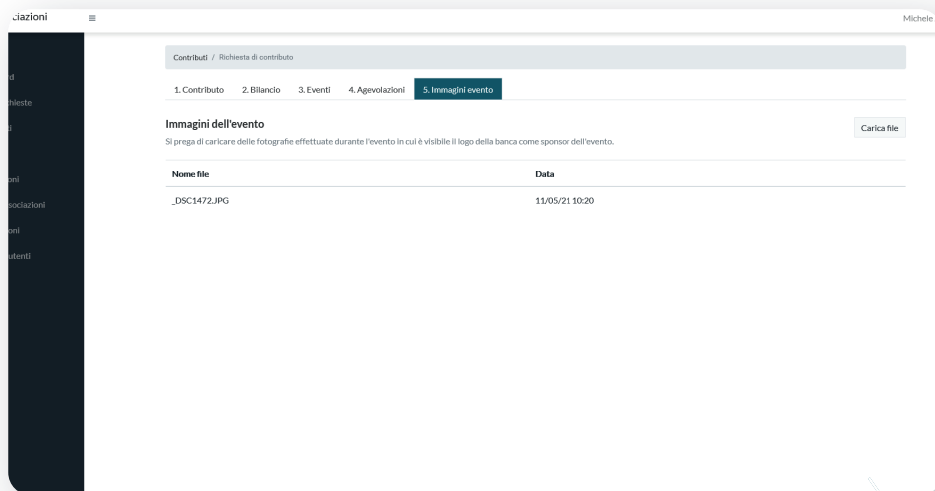 ciazioni
Michele
Contributi / Richiesta di contributo
1. Contributo 2. Bilancio 3. Eventi 4. Agevolazioni 5. Immagini evento
Immagini dell'evento
Carica file
Si prega di caricare delle fotografie effettuate durante l'evento in cui è visibile il logo della banca come sponsor dell'evento.
Nome file Data
_DSC1472.JPG 11/05/21 10:20
d
hieste
i
oni
sociazioni
oni
utenti